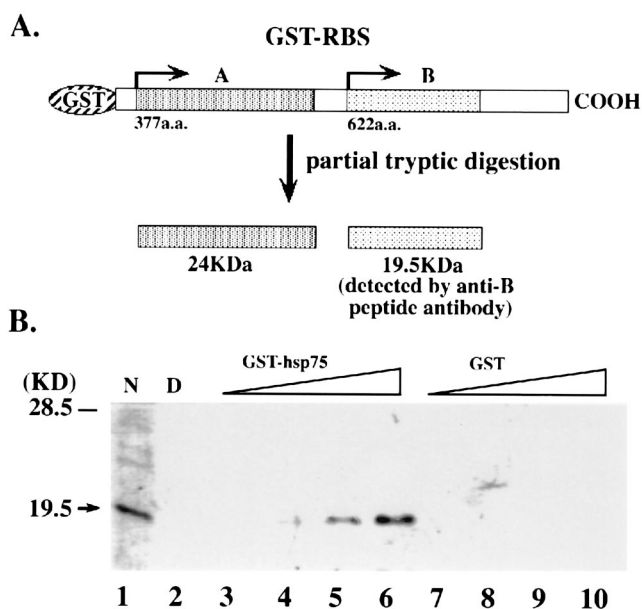 A.
GST-RBS
A B
GST COOH
377a.a. 622a.a.
partial tryptic digestion
24KDa 19.5KDa
(detected by anti-B
peptide antibody)
B.
GST-hsp75 GST
(KD) N D
28.5
19.5
1 2 3 4 5 6 7 8 9 10